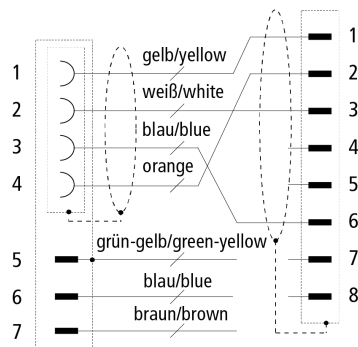 1
gelb/yellow
1
2
weiß/white
2
3
blau/blue
3
4
orange
4
5
6
5
grün-gelb/green-yellow
7
6
blau/blue
8
7
braun/brown